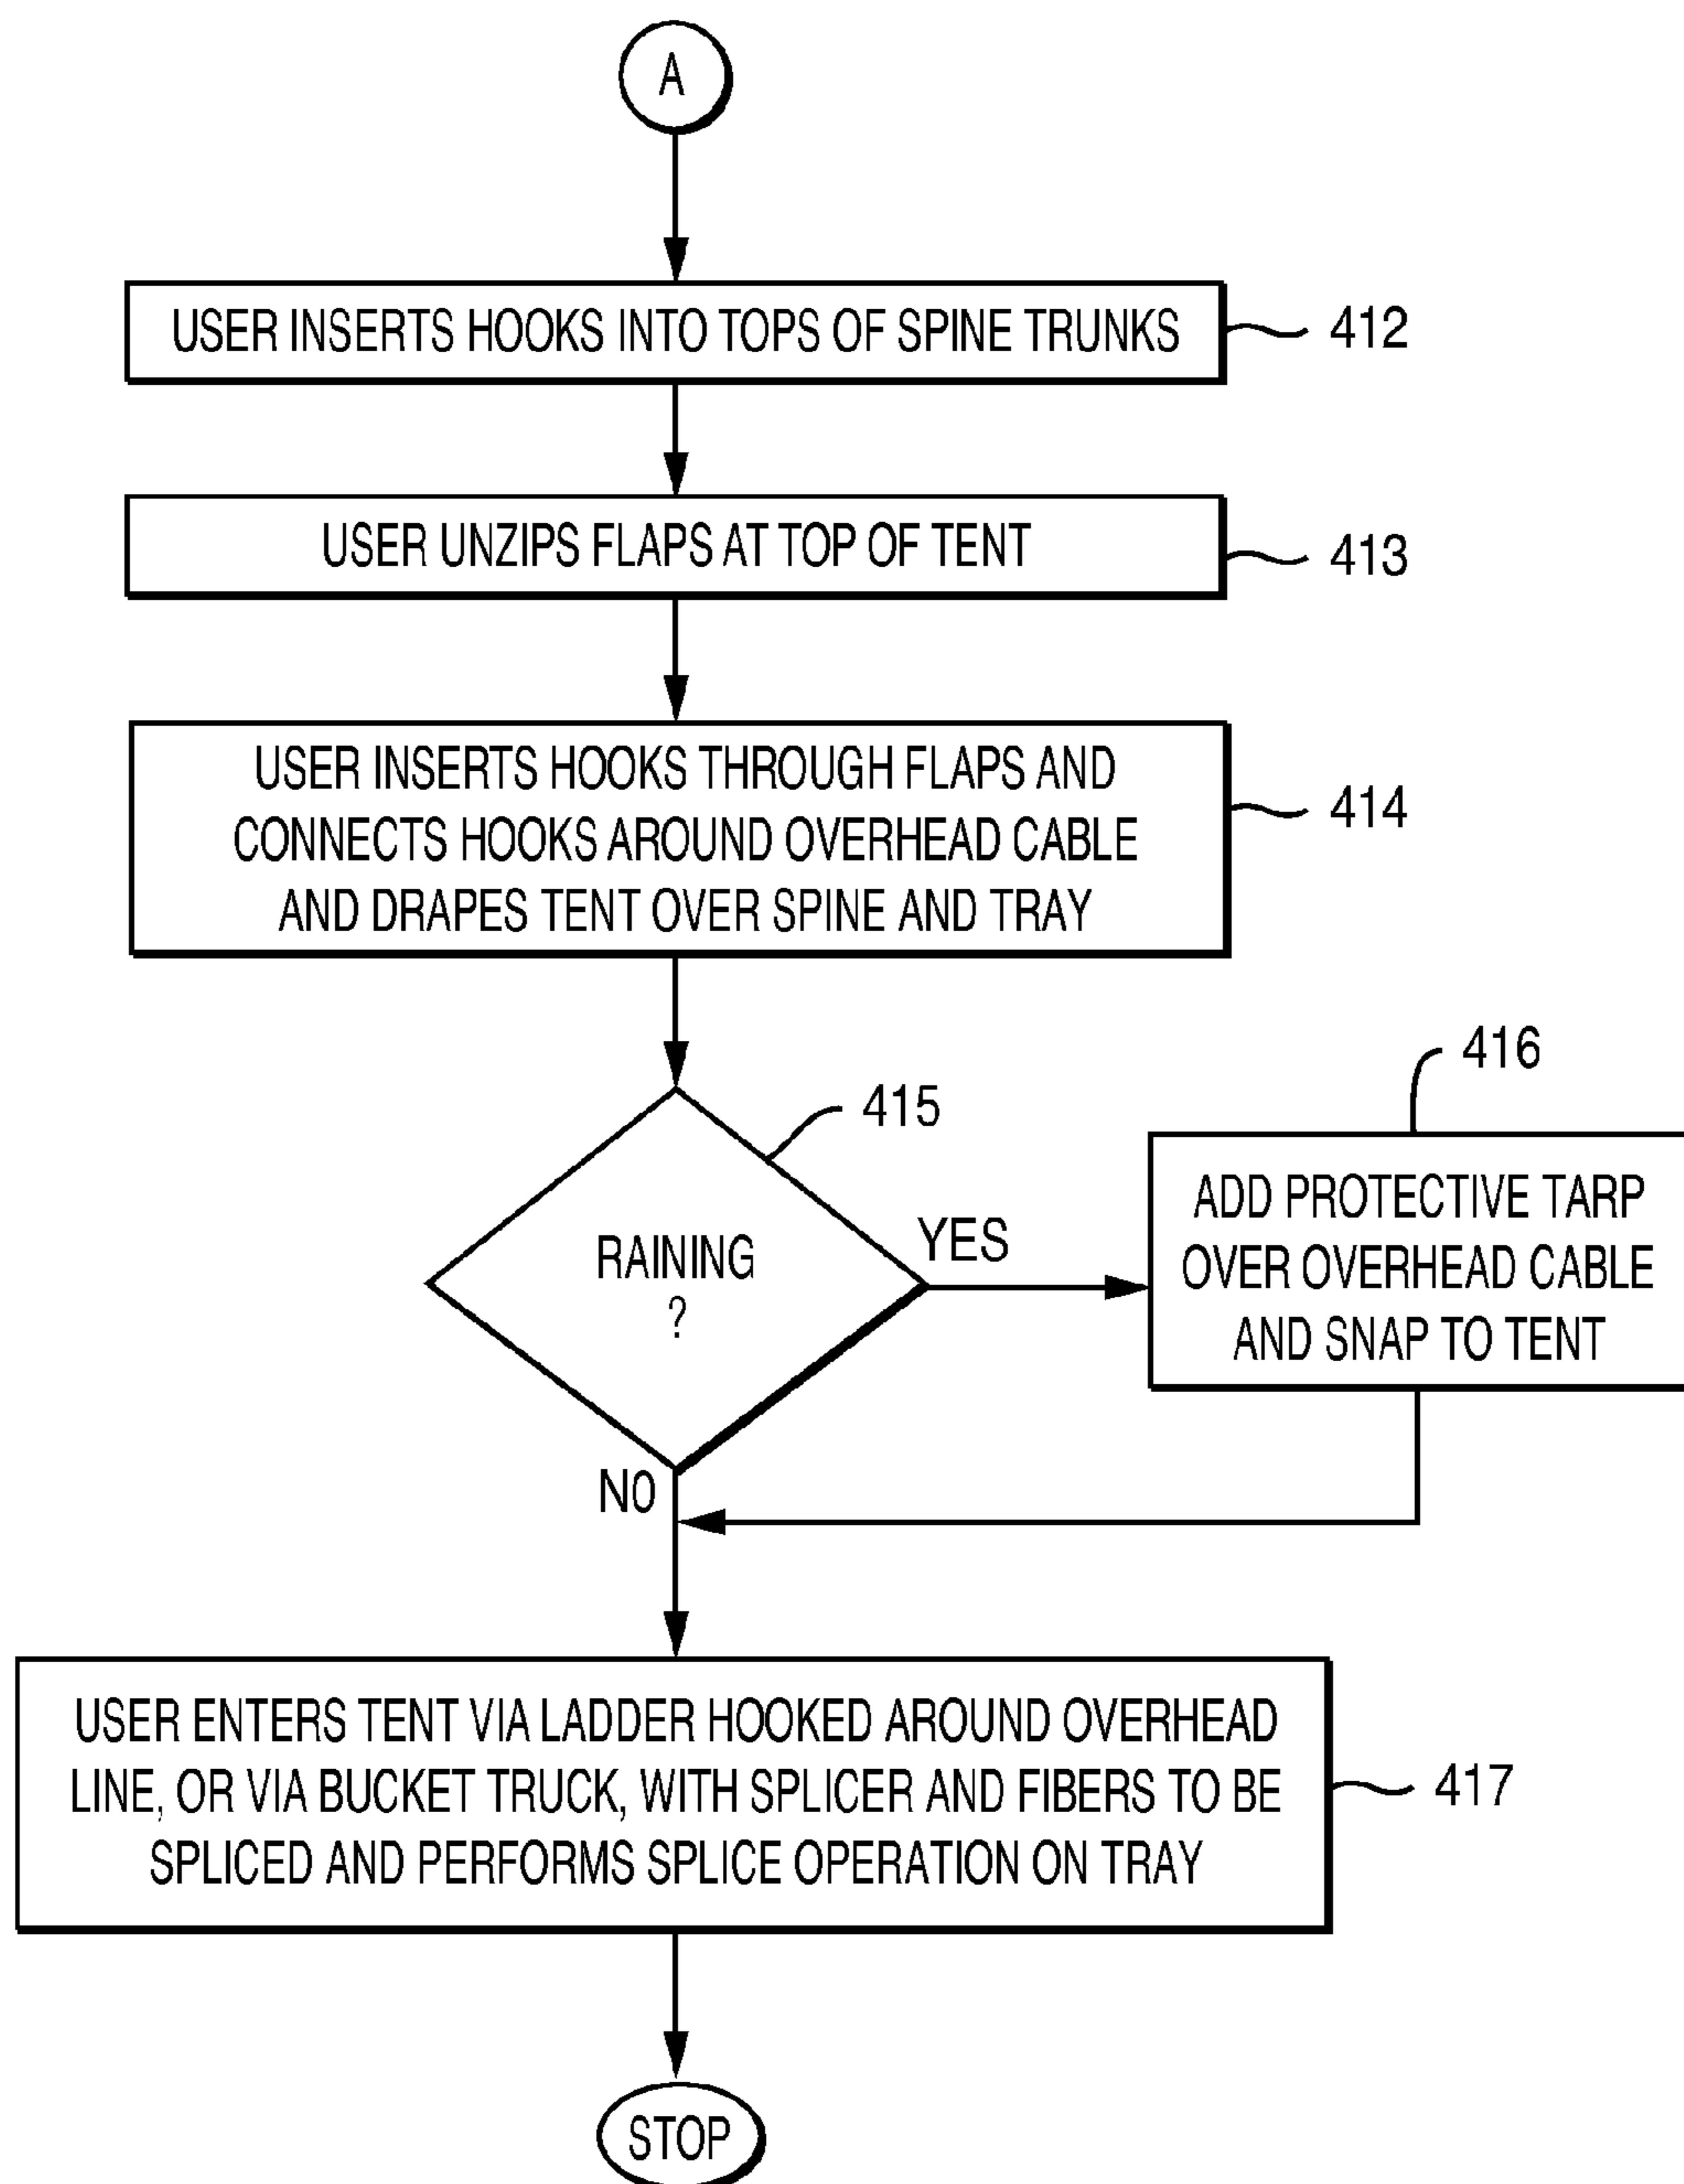 A
USER INSERTS HOOKS INTO TOPS OF SPINE TRUNKS
412
USER UNZIPS FLAPS AT TOP OF TENT
413
USER INSERTS HOOKS THROUGH FLAPS AND
CONNECTS HOOKS AROUND OVERHEAD CABLE
AND DRAPES TENT OVER SPINE AND TRAY
414
415
RAINING
?
YES
NO
416
ADD PROTECTIVE TARP
OVER OVERHEAD CABLE
AND SNAP TO TENT
USER ENTERS TENT VIA LADDER HOOKED AROUND OVERHEAD
LINE, OR VIA BUCKET TRUCK, WITH SPLICER AND FIBERS TO BE
SPLICED AND PERFORMS SPLICE OPERATION ON TRAY
417
STOP